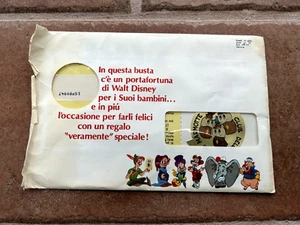 In questa busta
c'è un portafortuna
di Walt Disney
per i Suoi bambini...
e in piú
l'occasione per farli felici
con un regalo
"veramente" speciale!